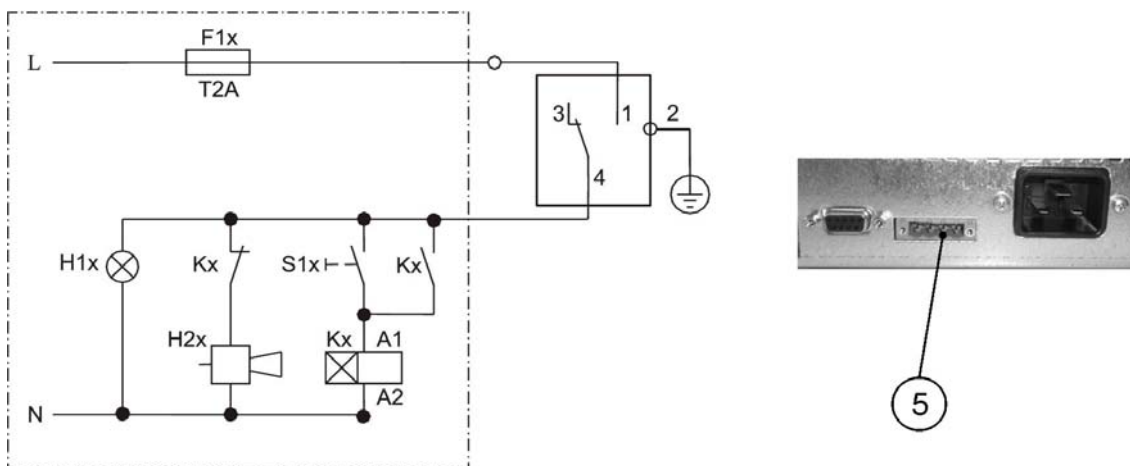 F1x
L
T2A
3 1 2
4
H1x Kx S1x Kx
H2x Kx A1
A2
N
5